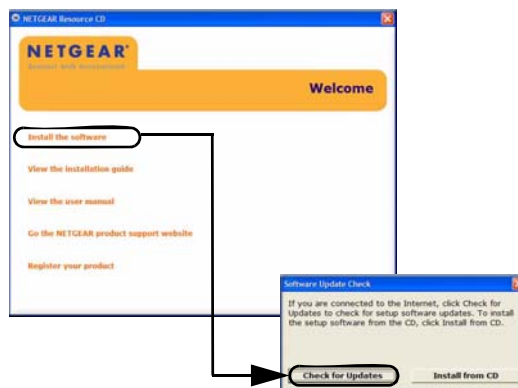 NETGEAR Resource CD
NETGEAR
Welcome
Install the software
View the installation guide
View the user manual
Go the NETGEAR product support website
Register your product
Software Update Check
If you are connected to the Internet, click Check for
Updates to check for setup software updates. To install
the setup software from the CD, click Install from CD.
Check for Updates
Install from CD